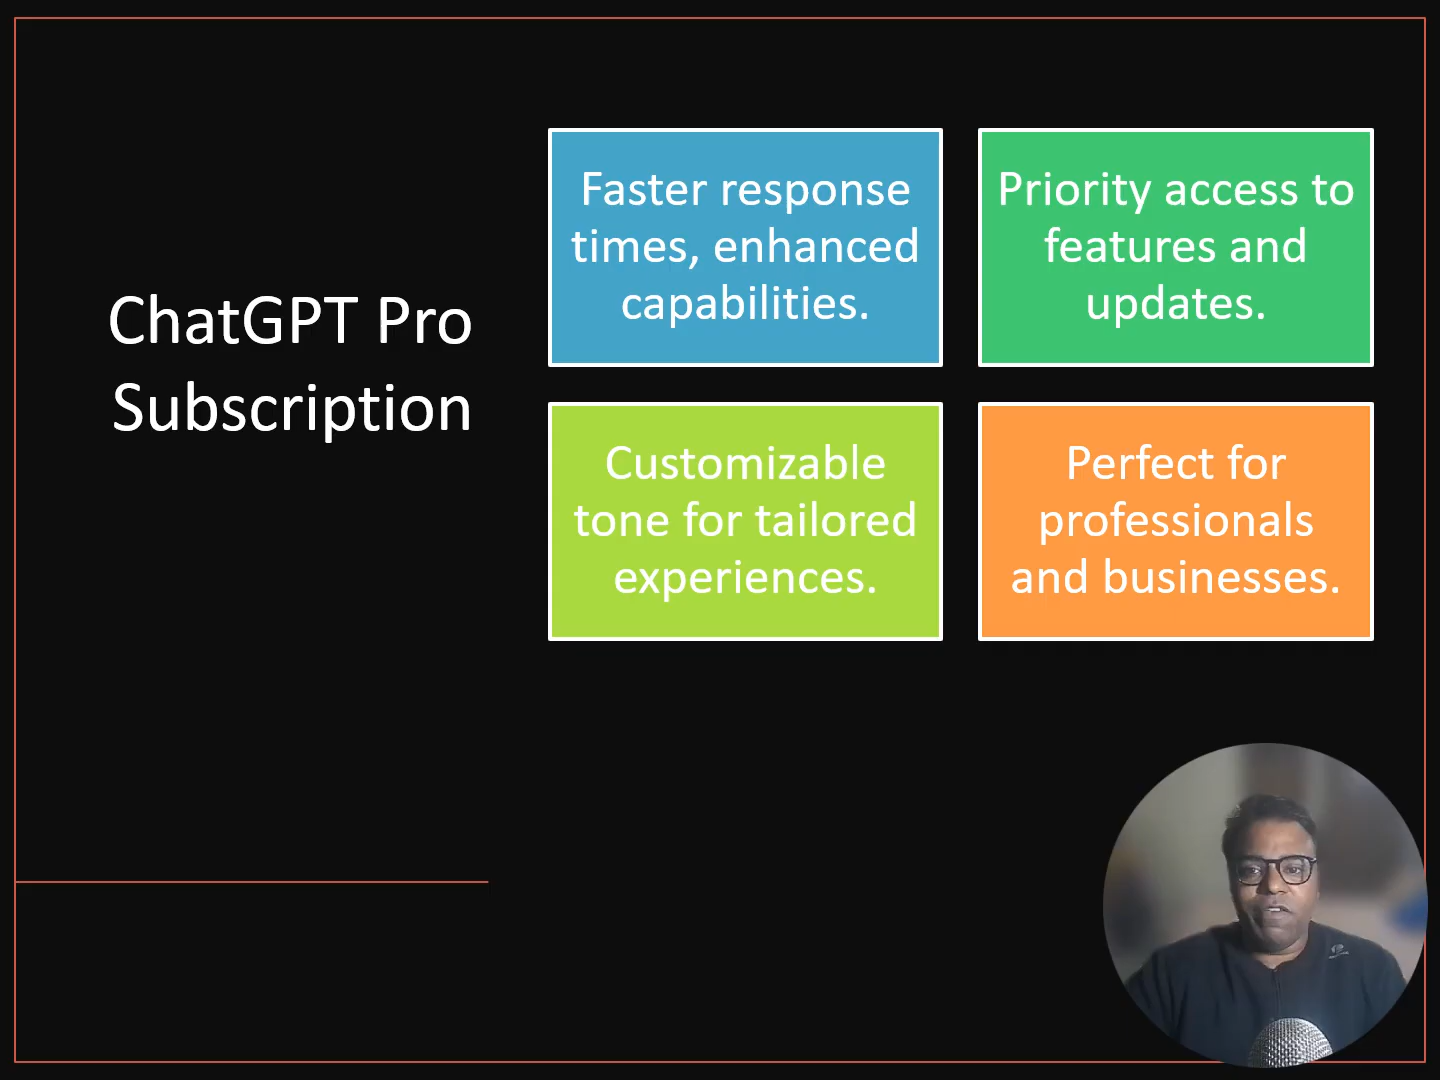 ChatGPT Pro
Subscription
Faster response
times, enhanced
capabilities.
Priority access to
features and
updates.
Customizable
tone for tailored
experiences.
Perfect for
professionals
and businesses.